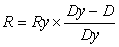 R = Ry × (Dy − D) / Dy